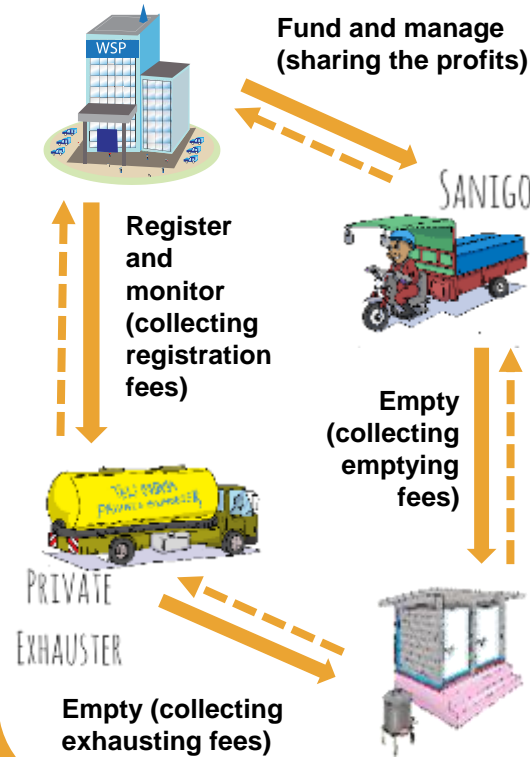 WSP
Fund and manage
(sharing the profits)
SANIGO
Register
and
monitor
(collecting
registration
fees)
Empty
(collecting
emptying
fees)
PRIVATE
EXHAUSTER
Empty (collecting
exhausting fees)